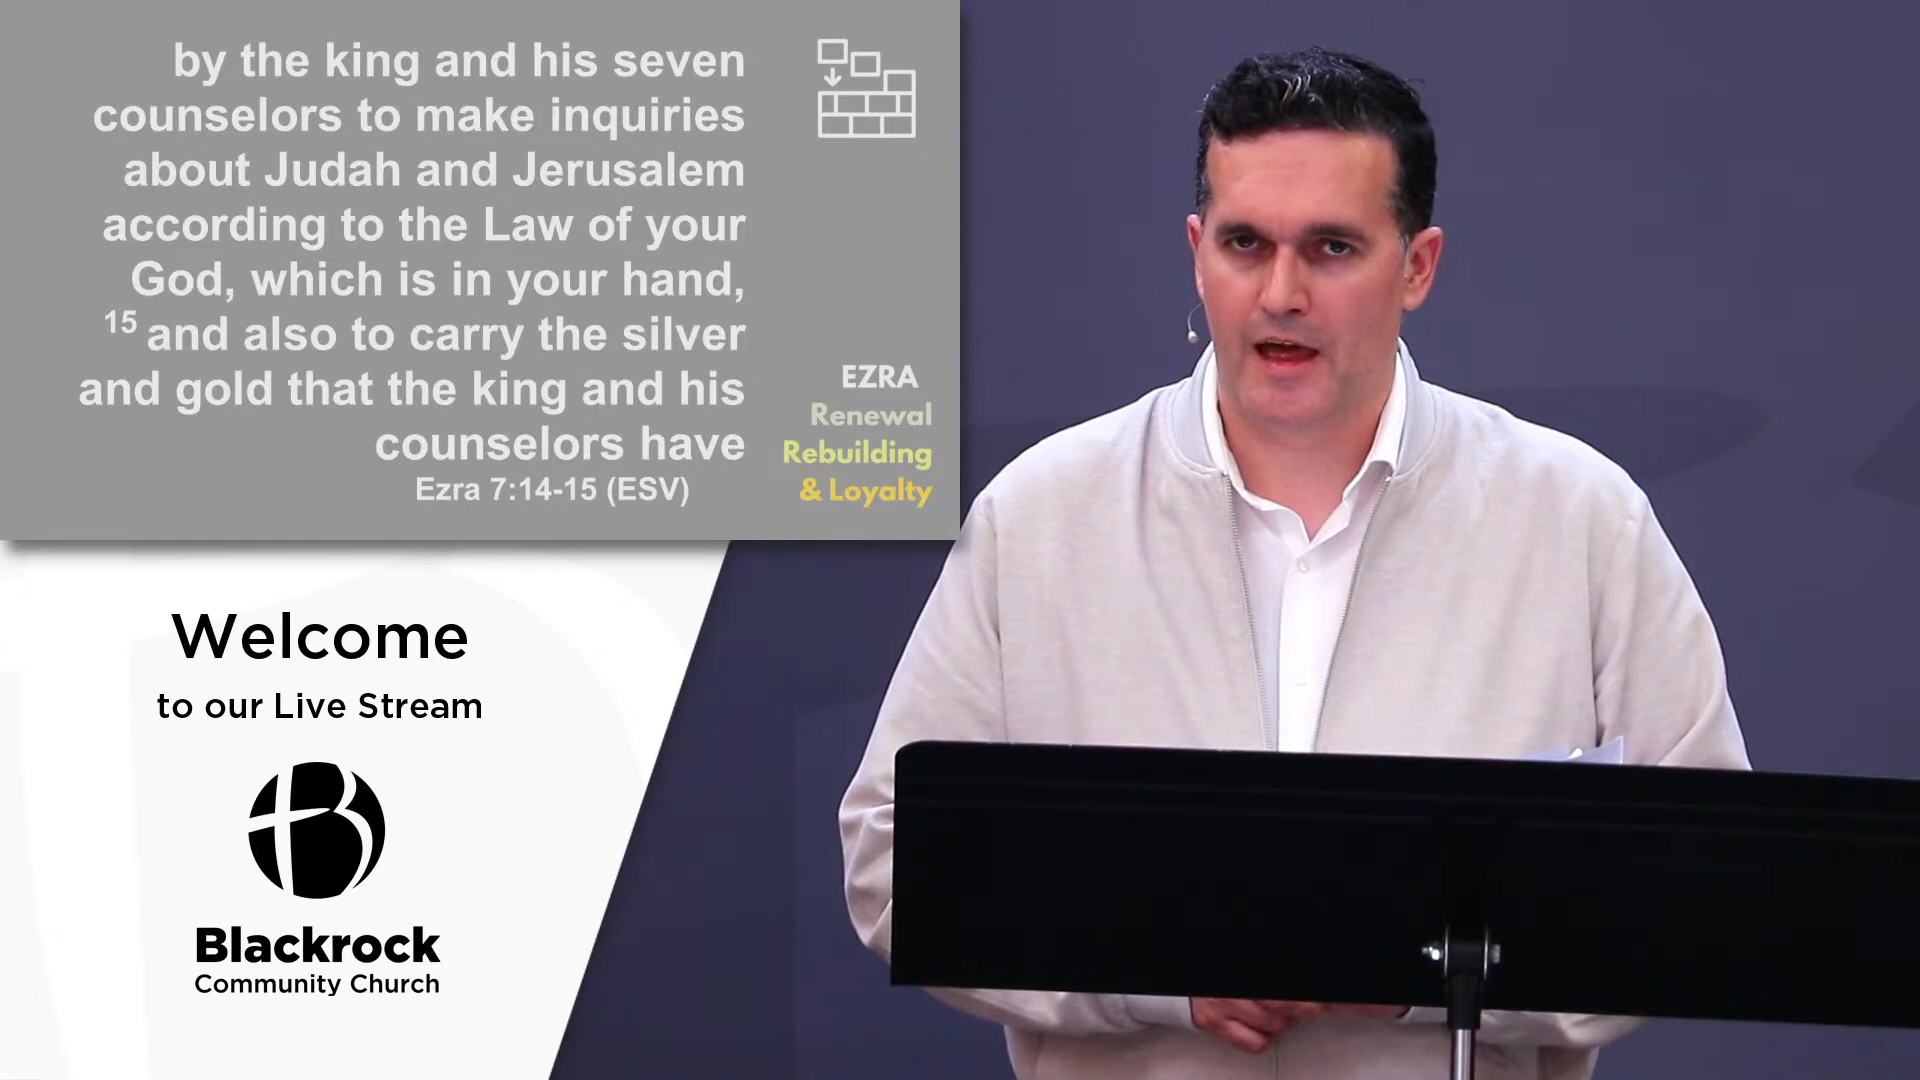 by the king and his seven
counselors to make inquiries
about Judah and Jerusalem
according to the Law of your
God, which is in your hand,
15 and also to carry the silver
and gold that the king and his
counselors have
Ezra 7:14-15 (ESV)
EZRA
Renewal
Rebuilding
& Loyalty
Welcome
to our Live Stream
Blackrock
Community Church